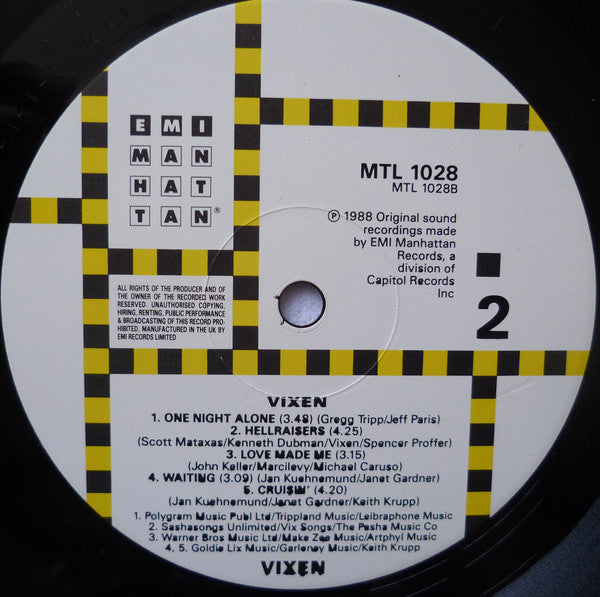 EMI
MAN
HAT
TAN®
MTL 1028
MTL 1028B
℗ 1988 Original sound
recordings made
by EMI Manhattan
Records, a
division of
Capitol Records
Inc
2
ALL RIGHTS OF THE PRODUCER AND OF
THE OWNER OF THE RECORDED WORK
RESERVED. UNAUTHORISED COPYING,
HIRING, RENTING, PUBLIC PERFORMANCE
& BROADCASTING OF THIS RECORD PRO-
HIBITED. MANUFACTURED IN THE UK BY
EMI RECORDS LIMITED
VIXEN
1. ONE NIGHT ALONE (3.48) (Gregg Tripp/Jeff Paris)
2. HELLRAISERS (4.25)
(Scott Mataxas/Kenneth Dubman/Vixen/Spencer Proffer)
3. LOVE MADE ME (3.15)
(John Keller/Marcilevy/Michael Caruso)
4. WAITING (3.09) (Jan Kuehnemund/Janet Gardner)
5. CRUISIN' (4.20)
(Jan Kuehnemund/Janet Gardner/Keith Krupp)
1. Polygram Music Publ Ltd/Trippland Music/Leibraphone Music
2. Sashasongs Unlimited/Vix Songs/The Pasha Music Co
3. Warner Bros Music Ltd/Make Zee Music/Artphyl Music
4, 5. Goldie Lix Music/Garleney Music/Keith Krupp
VIXEN